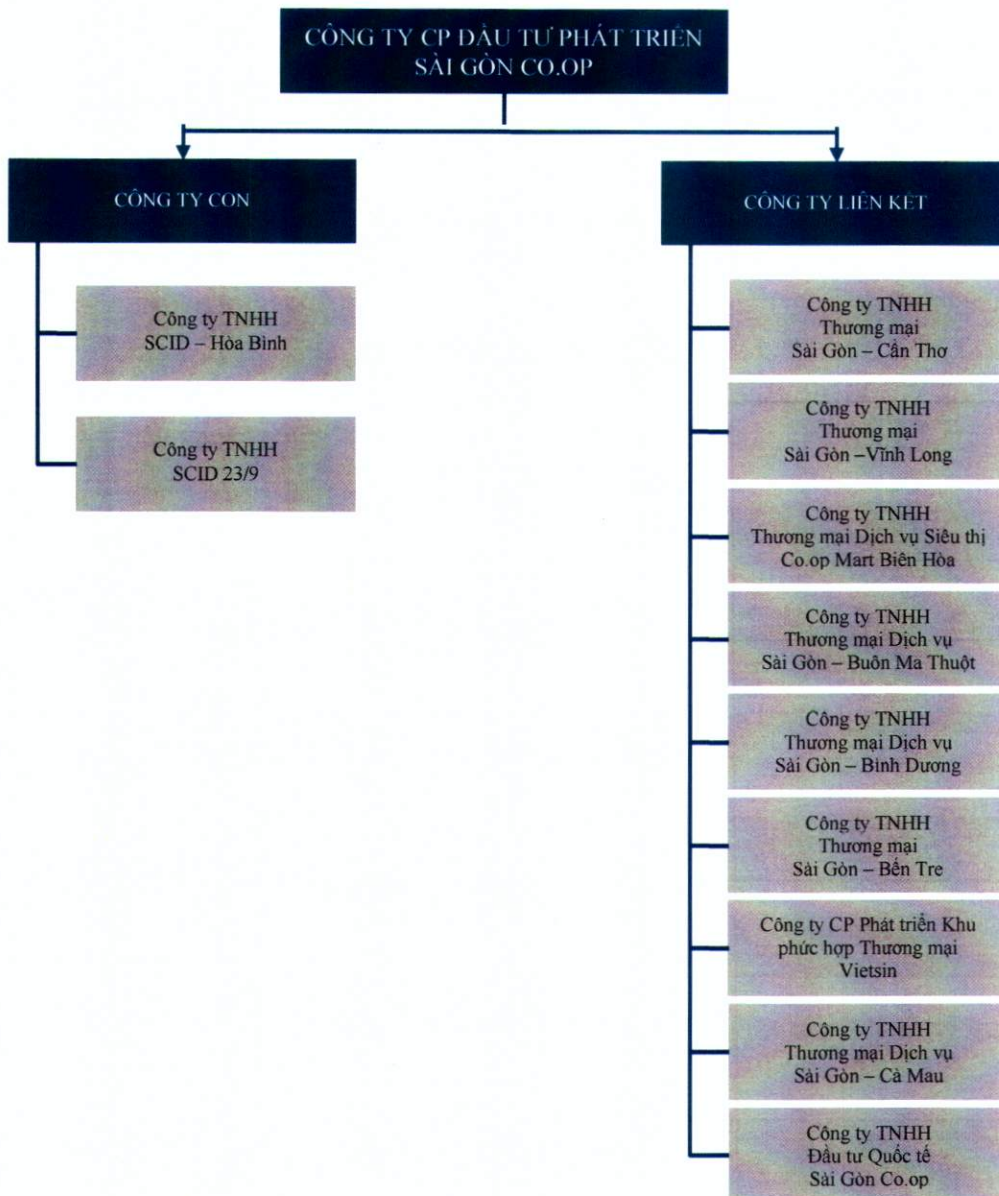 CÔNG TY CP ĐẦU TƯ PHÁT TRIỂN
SÀI GÒN CO.OP
CÔNG TY CON
Công ty TNHH
SCID – Hòa Bình
Công ty TNHH
SCID 23/9
CÔNG TY LIÊN KẾT
Công ty TNHH
Thương mại
Sài Gòn – Cần Thơ
Công ty TNHH
Thương mại
Sài Gòn –Vĩnh Long
Công ty TNHH
Thương mại Dịch vụ Siêu thị
Co.op Mart Biên Hòa
Công ty TNHH
Thương mại Dịch vụ
Sài Gòn – Buôn Ma Thuột
Công ty TNHH
Thương mại Dịch vụ
Sài Gòn – Bình Dương
Công ty TNHH
Thương mại
Sài Gòn – Bến Tre
Công ty CP Phát triển Khu
phức hợp Thương mại
Vietsin
Công ty TNHH
Thương mại Dịch vụ
Sài Gòn – Cà Mau
Công ty TNHH
Đầu tư Quốc tế
Sài Gòn Co.op